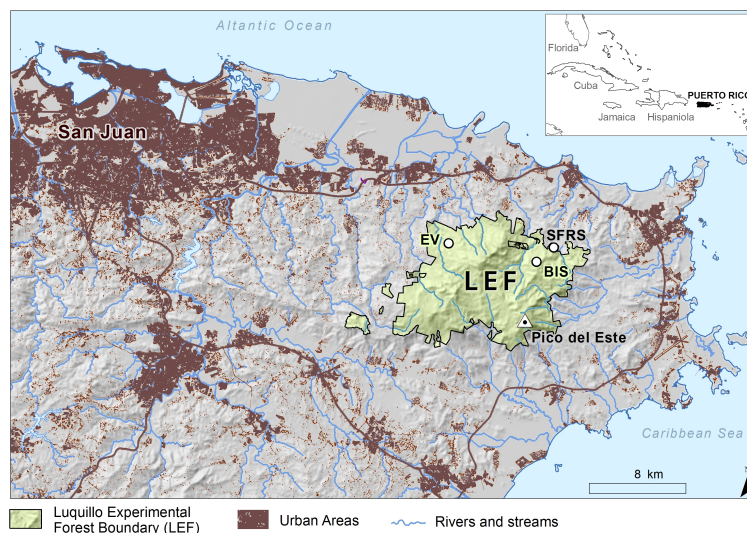 Altantic Ocean
Florida
Cuba
PUERTO RICO
Jamaica Hispaniola
San Juan
EV
SFRS
BIS
LEF
Pico del Este
Caribbean Sea
8 km
Luquillo Experimental
Forest Boundary (LEF)
Urban Areas
Rivers and streams